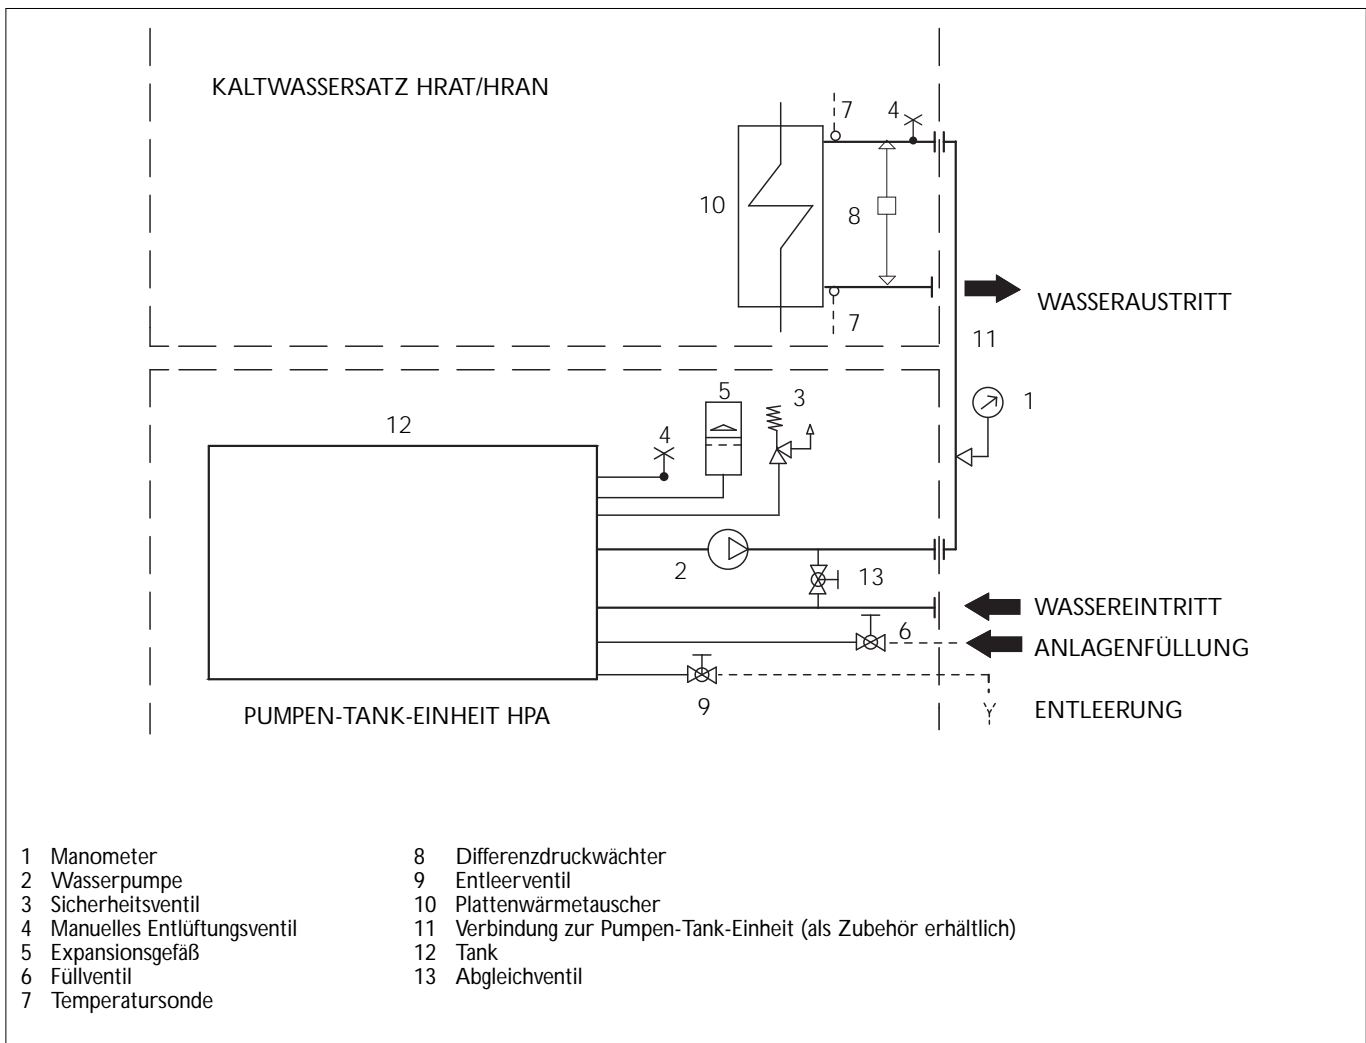 KALTWASSERSATZ HRAT/HRAN
7
4
10
8
WASSERAUSTRITT
7
11
5
3
1
12
4
2
13
WASSEREINTRITT
6
ANLAGENFÜLLUNG
9
ENTLEERUNG
PUMPEN-TANK-EINHEIT HPA
1 Manometer
2 Wasserpumpe
3 Sicherheitsventil
4 Manuelles Entlüftungsventil
5 Expansionsgefäß
6 Füllventil
7 Temperatursonde
8 Differenzdruckwächter
9 Entleerventil
10 Plattenwärmetauscher
11 Verbindung zur Pumpen-Tank-Einheit (als Zubehör erhältlich)
12 Tank
13 Abgleichventil